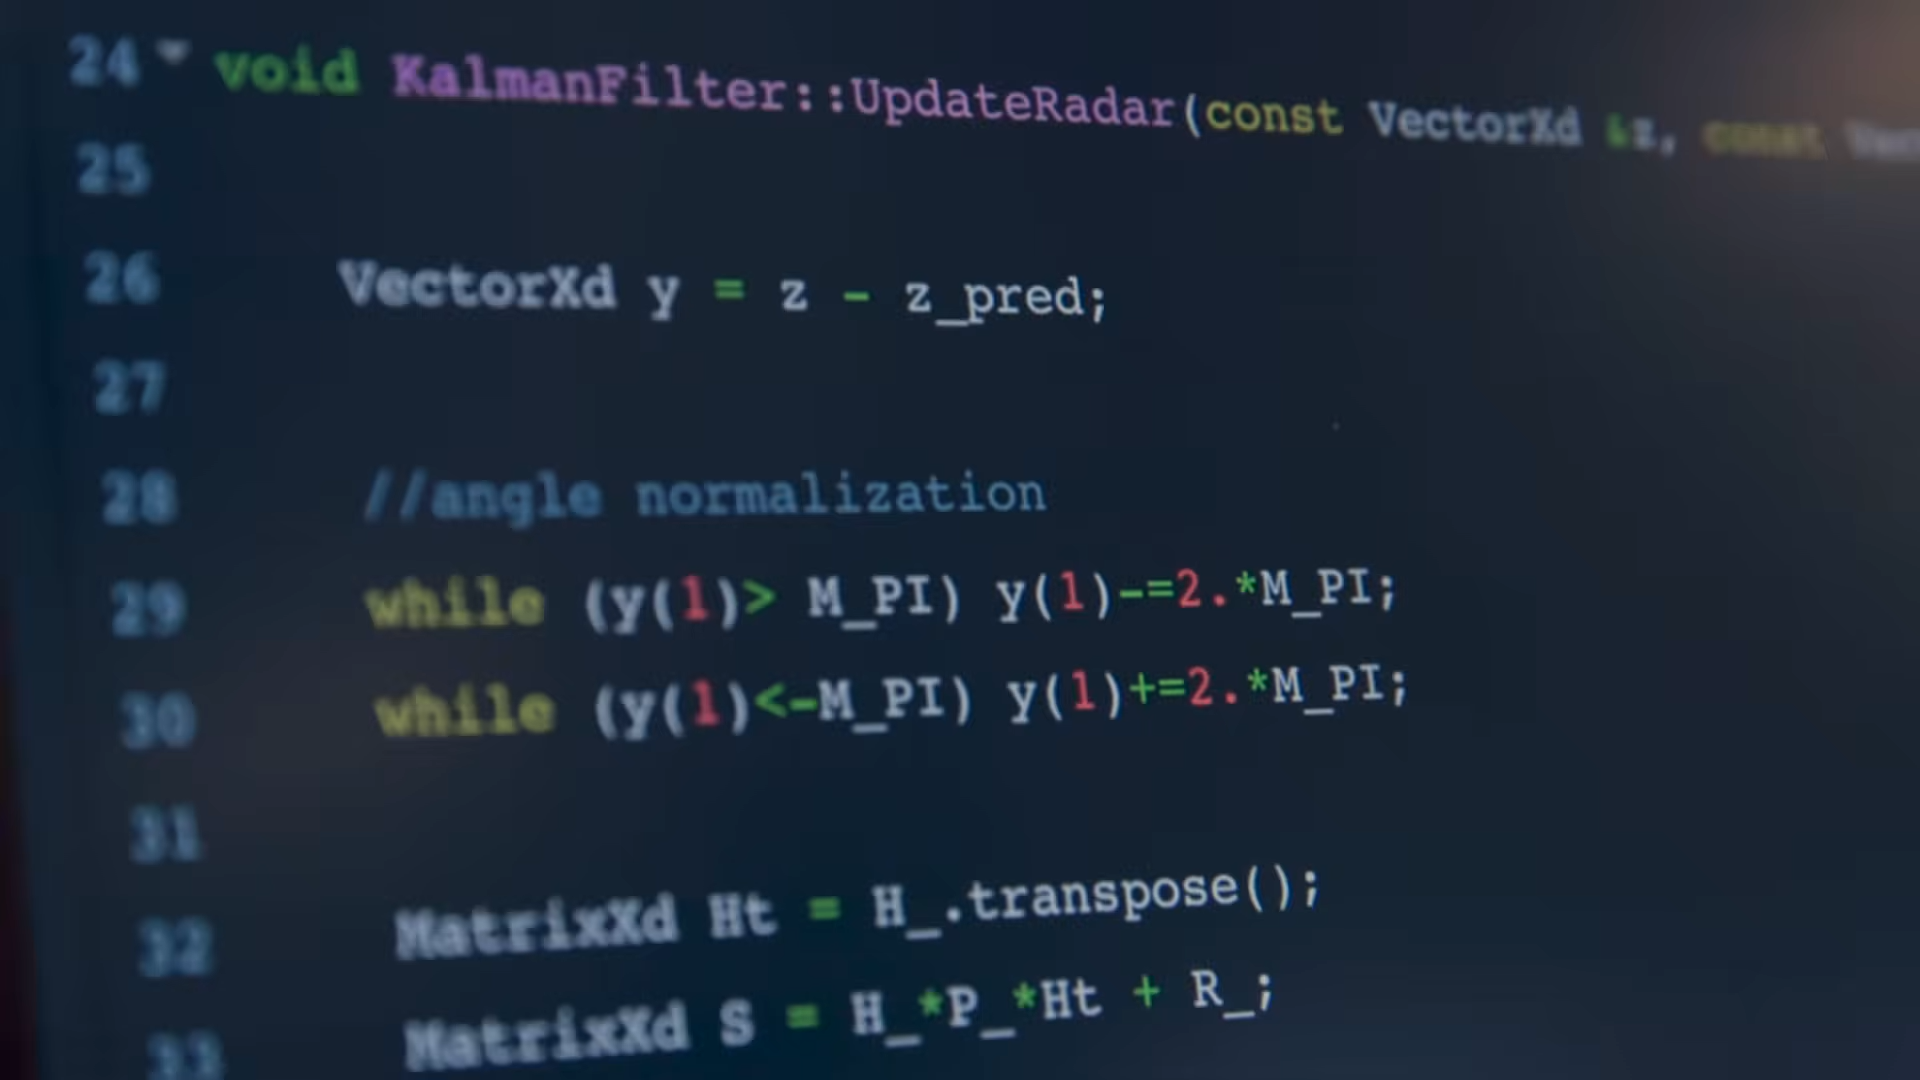 24 void KalmanFilter::UpdateRadar(const VectorXd &z, const
25
26 VectorXd y = z - z_pred;
27
28 //angle normalization
29 while (y(1)> M_PI) y(1)-=2.*M_PI;
30 while (y(1)<-M_PI) y(1)+=2.*M_PI;
31
32 MatrixXd Ht = H_.transpose();
33 MatrixXd S = H_*P_*Ht + R_;